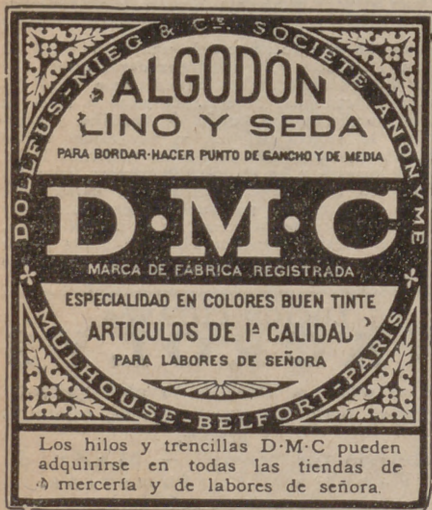 DOLLFUS-MIEG & Cie. SOCIÉTÉ ANONYME
ALGODÓN
LINO Y SEDA
PARA BORDAR-HACER PUNTO DE GANCHO Y DE MEDIA
D·M·C
MARCA DE FÁBRICA REGISTRADA
ESPECIALIDAD EN COLORES BUEN TINTE
ARTICULOS DE 1ª CALIDAD
PARA LABORES DE SEÑORA
MULHOUSE-BELFORT-PARIS
Los hilos y trencillas D·M·C pueden
adquirirse en todas las tiendas de
mercería y de labores de señora.